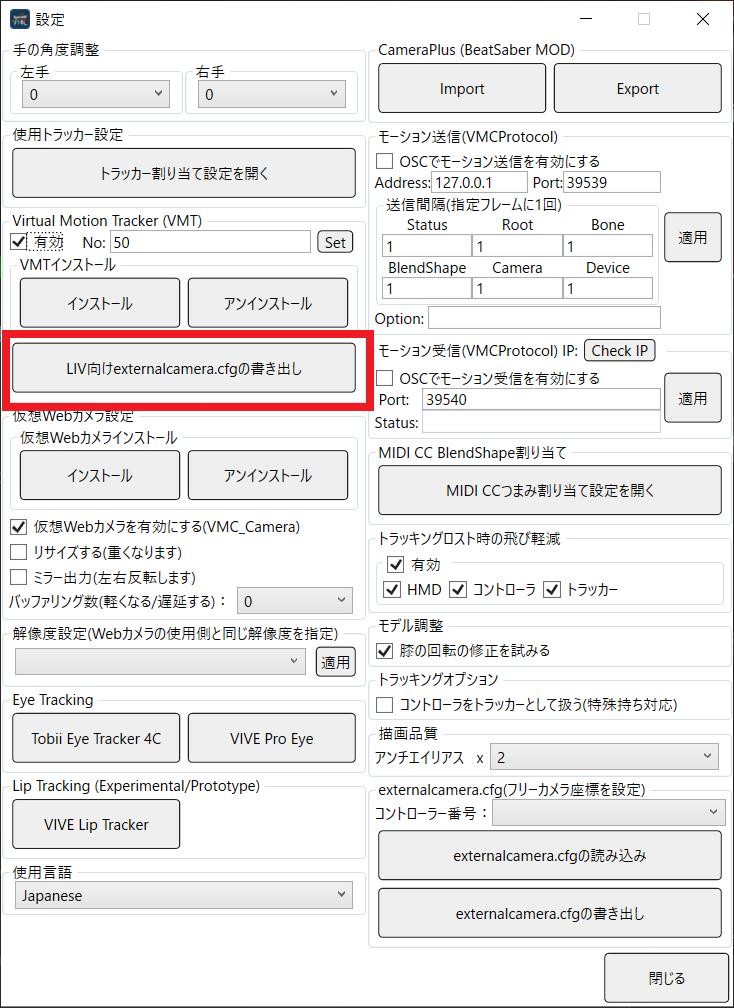 設定
手の角度調整
左手
右手
0
0
使用トラッカー設定
トラッカー割り当て設定を開く
Virtual Motion Tracker (VMT)
有効 No: 50 Set
VMTインストール
インストール アンインストール
LIV向けexternalcamera.cfgの書き出し
仮想Webカメラ設定
仮想Webカメラインストール
インストール アンインストール
仮想Webカメラを有効にする(VMC_Camera)
リサイズする(重くなります)
ミラー出力(左右反転します)
バッファリング数(軽くなる/遅延する)： 0
解像度設定(Webカメラの使用側と同じ解像度を指定)
適用
Eye Tracking
Tobii Eye Tracker 4C VIVE Pro Eye
Lip Tracking (Experimental/Prototype)
VIVE Lip Tracker
使用言語
Japanese
CameraPlus (BeatSaber MOD)
Import Export
モーション送信(VMCProtocol)
OSCでモーション送信を有効にする
Address: 127.0.0.1 Port: 39539
送信間隔(指定フレームに1回)
Status Root Bone
1 1 1
BlendShape Camera Device
1 1 1
適用
Option:
モーション受信(VMCProtocol) IP: Check IP
OSCでモーション受信を有効にする
Port: 39540
適用
Status:
MIDI CC BlendShape割り当て
MIDI CCつまみ割り当て設定を開く
トラッキングロスト時の飛び軽減
有効
HMD コントローラ トラッカー
モデル調整
膝の回転の修正を試みる
トラッキングオプション
コントローラをトラッカーとして扱う(特殊持ち対応)
描画品質
アンチエイリアス x 2
externalcamera.cfg(フリーカメラ座標を設定)
コントローラー番号：
externalcamera.cfgの読み込み
externalcamera.cfgの書き出し
閉じる